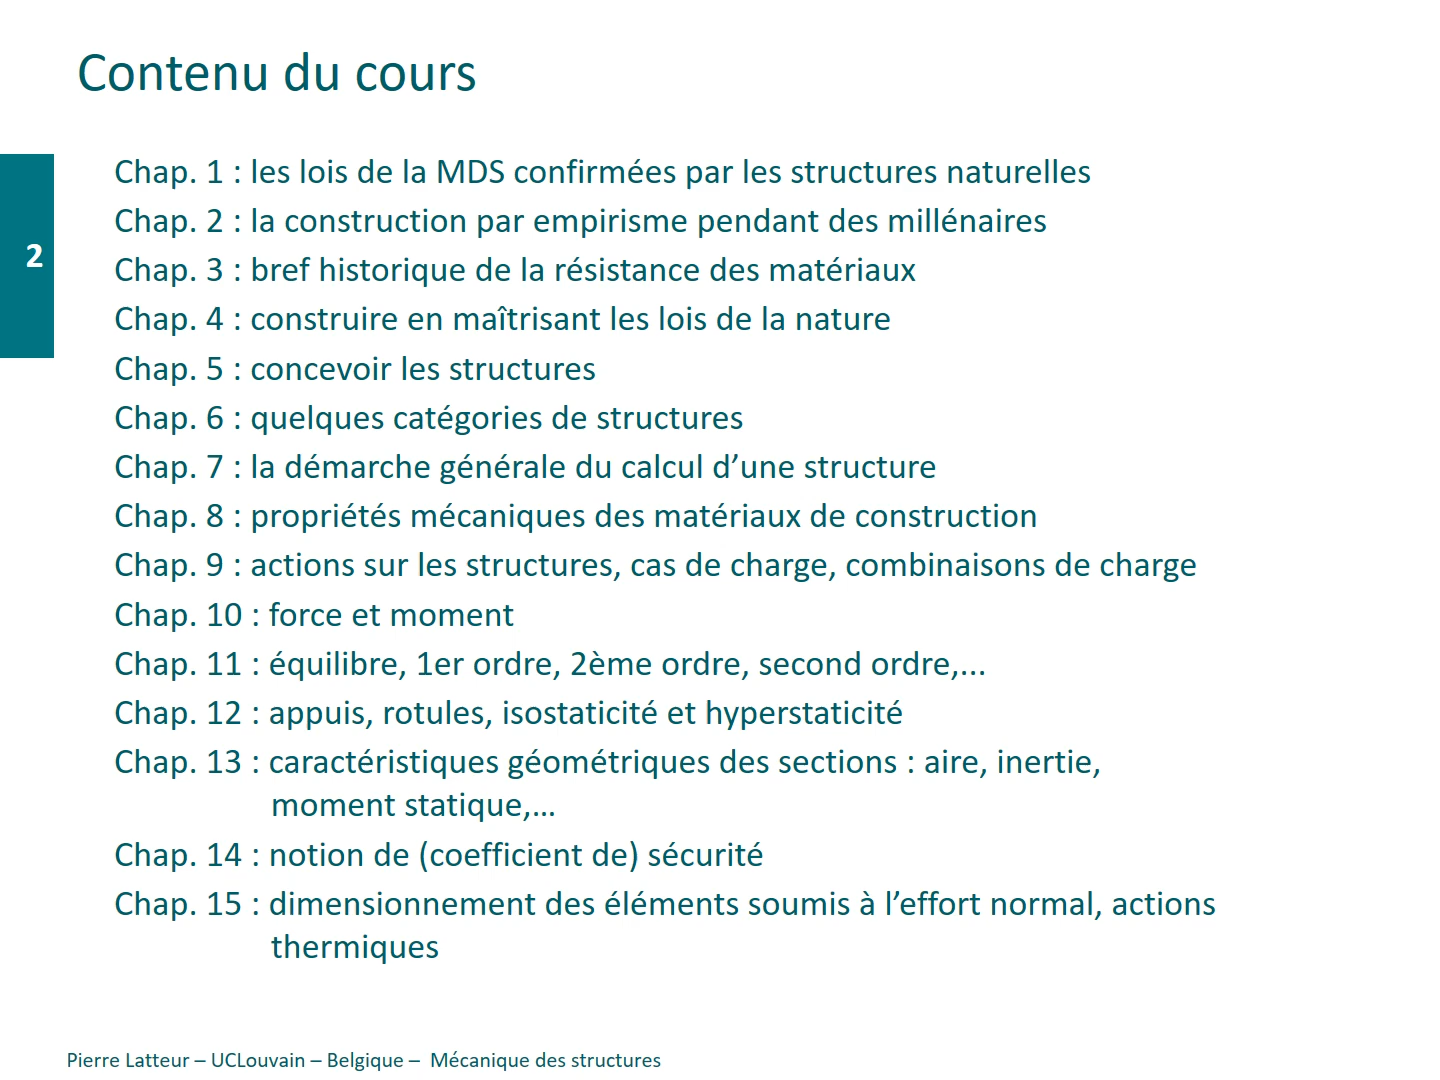 Contenu du cours
Chap. 1 : les lois de la MDS confirmées par les structures naturelles
Chap. 2 : la construction par empirisme pendant des millénaires
2
Chap. 3 : bref historique de la résistance des matériaux
Chap. 4 : construire en maîtrisant les lois de la nature
Chap. 5 : concevoir les structures
Chap. 6 : quelques catégories de structures
Chap. 7 : la démarche générale du calcul d’une structure
Chap. 8 : propriétés mécaniques des matériaux de construction
Chap. 9 : actions sur les structures, cas de charge, combinaisons de charge
Chap. 10 : force et moment
Chap. 11 : équilibre, 1er ordre, 2ème ordre, second ordre,...
Chap. 12 : appuis, rotules, isostaticité et hyperstaticité
Chap. 13 : caractéristiques géométriques des sections : aire, inertie,
moment statique,…
Chap. 14 : notion de (coefficient de) sécurité
Chap. 15 : dimensionnement des éléments soumis à l’effort normal, actions
thermiques
Pierre Latteur – UCLouvain – Belgique – Mécanique des structures